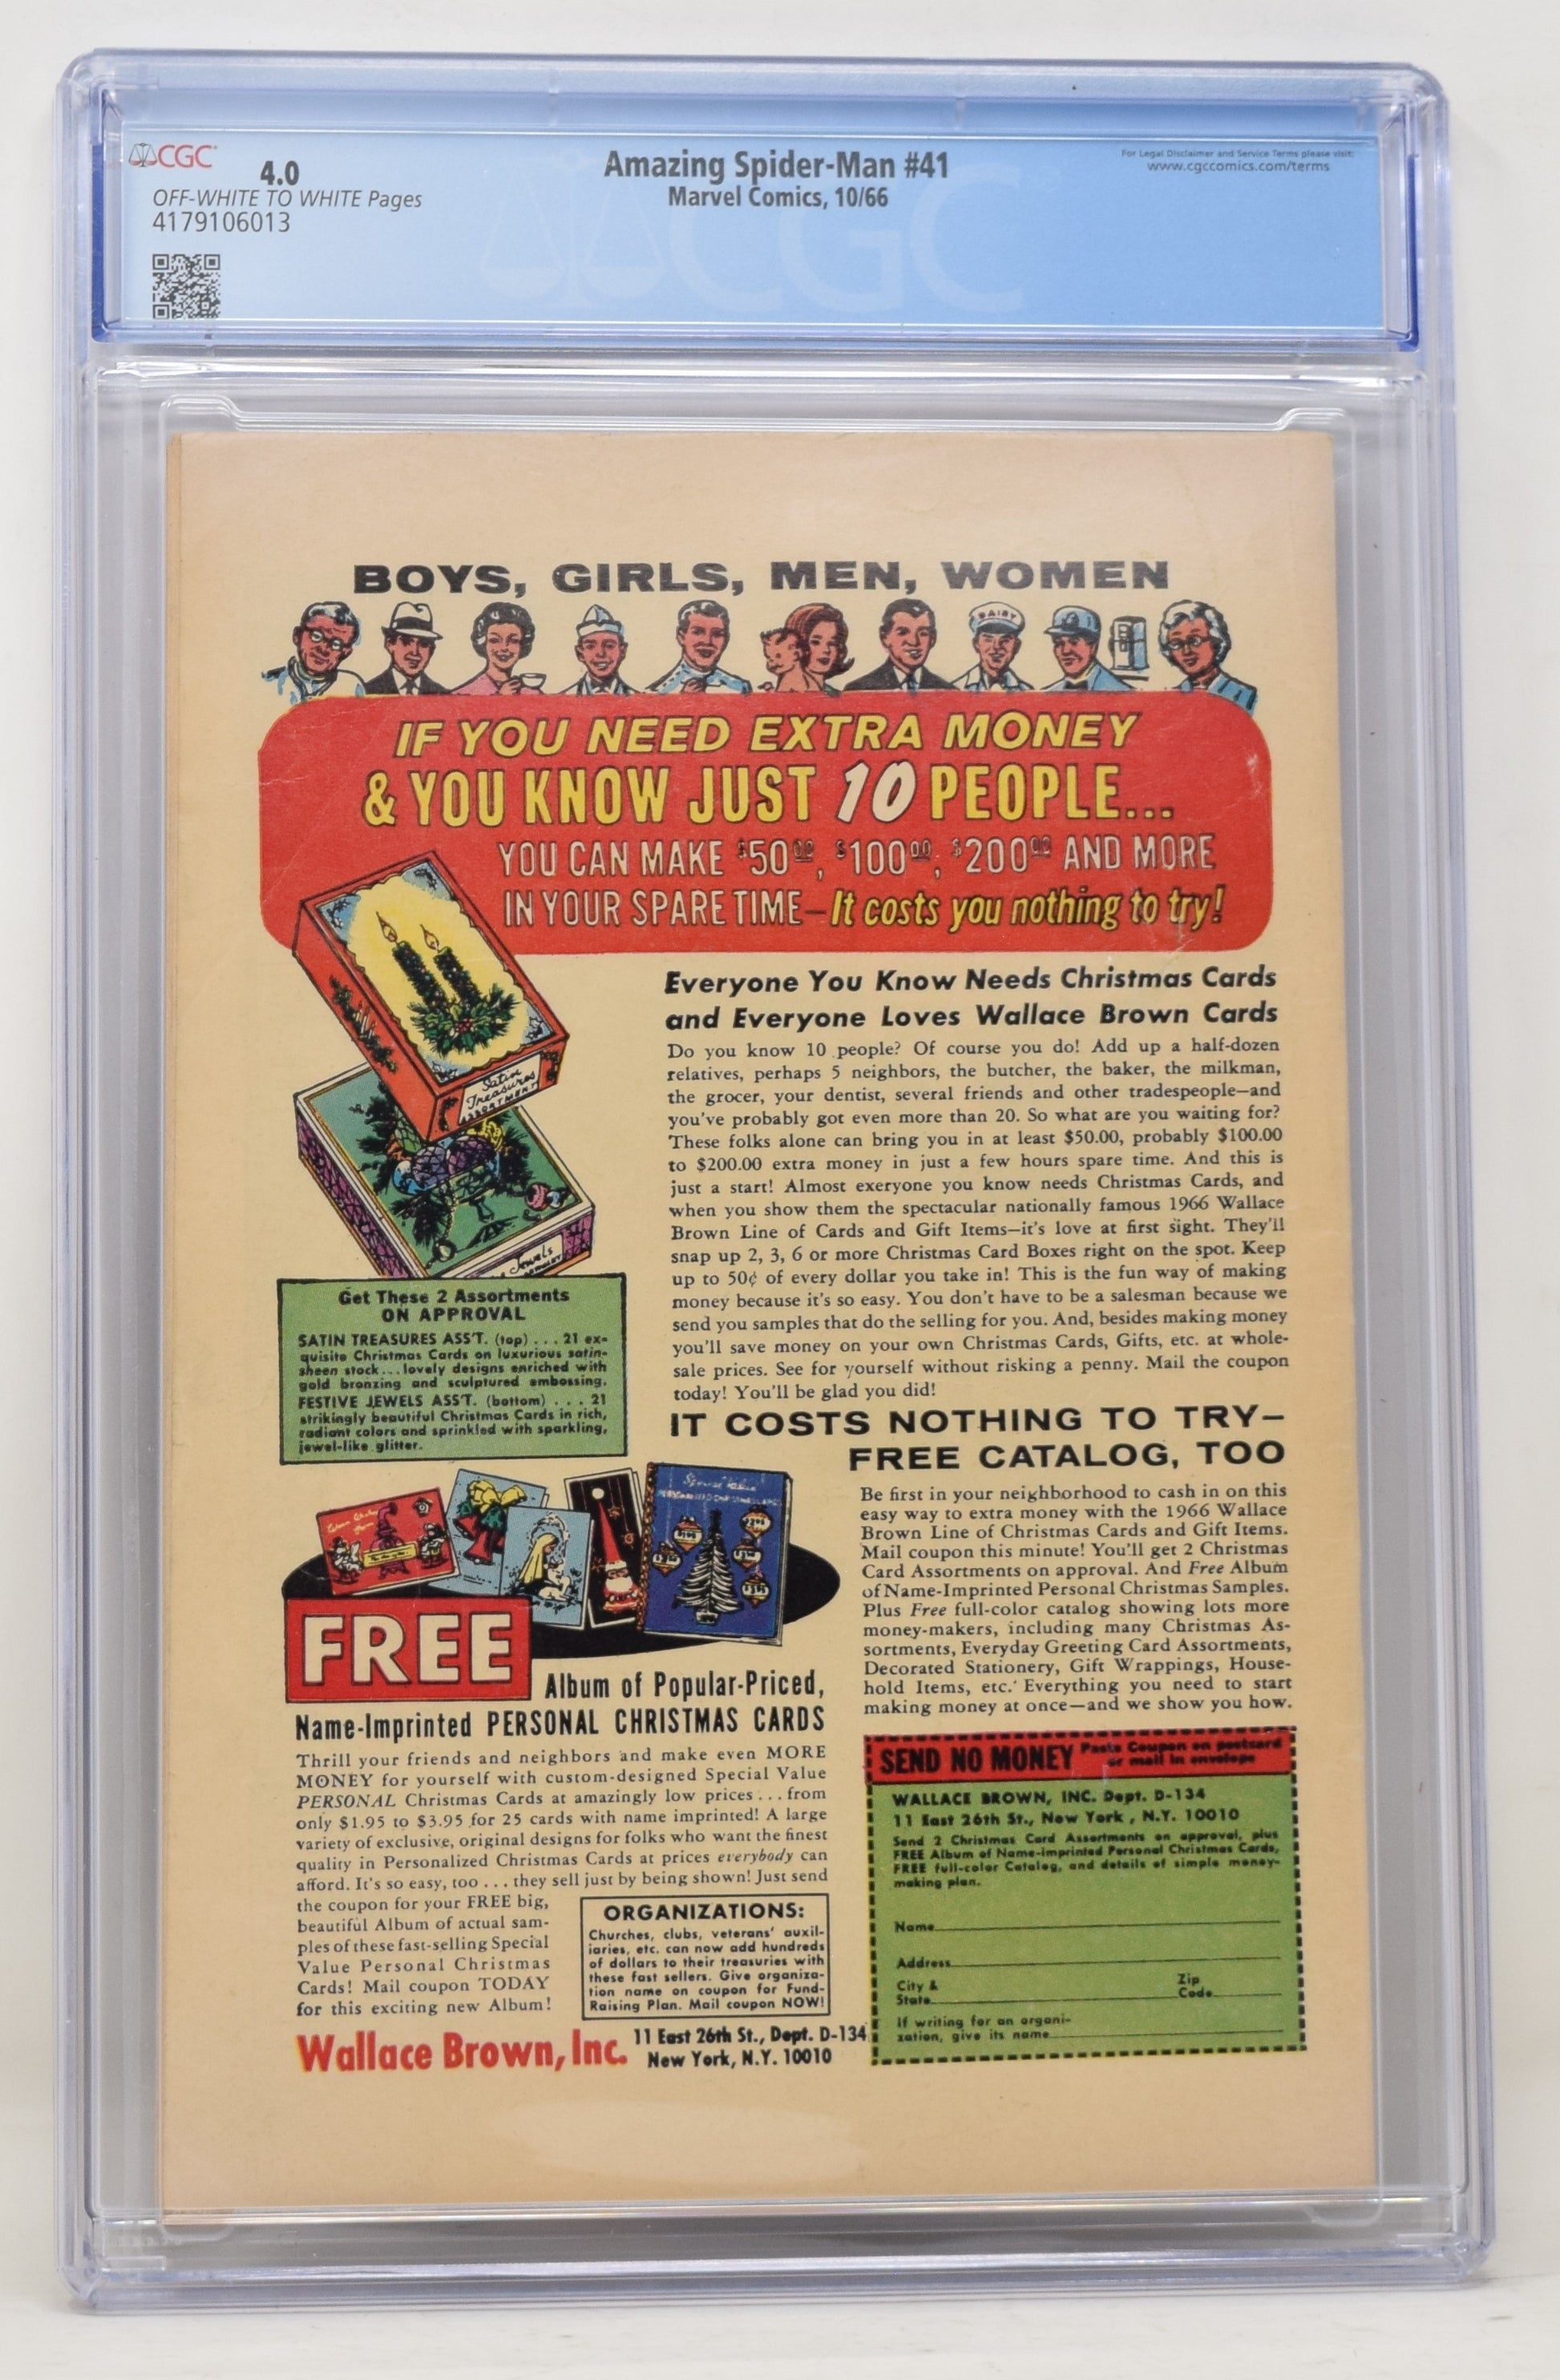 CGC
4.0
OFF-WHITE TO WHITE Pages
4179106013
Amazing Spider-Man #41
Marvel Comics, 10/66
For Legal Disclaimer and Service Terms please visit:
www.cgccomics.com/terms
BOYS, GIRLS, MEN, WOMEN
DAIRY
IF YOU NEED EXTRA MONEY
& YOU KNOW JUST 10 PEOPLE...
YOU CAN MAKE $50.00, $100.00, $200.00 AND MORE
IN YOUR SPARE TIME—It costs you nothing to try!
Satin
Treasures
ASSORTMENT
Jewels
Get These 2 Assortments
ON APPROVAL
SATIN TREASURES ASS'T. (top) . . . 21 ex-
quisite Christmas Cards on luxurious satin-
sheen stock... lovely designs enriched with
gold bronzing and sculptured embossing.
FESTIVE JEWELS ASS'T. (bottom) . . . 21
strikingly beautiful Christmas Cards in rich,
radiant colors and sprinkled with sparkling,
jewel-like glitter.
Everyone You Know Needs Christmas Cards
and Everyone Loves Wallace Brown Cards
Do you know 10 people? Of course you do! Add up a half-dozen
relatives, perhaps 5 neighbors, the butcher, the baker, the milkman,
the grocer, your dentist, several friends and other tradespeople—and
you've probably got even more than 20. So what are you waiting for?
These folks alone can bring you in at least $50.00, probably $100.00
to $200.00 extra money in just a few hours spare time. And this is
just a start! Almost exeryone you know needs Christmas Cards, and
when you show them the spectacular nationally famous 1966 Wallace
Brown Line of Cards and Gift Items—it's love at first sight. They'll
snap up 2, 3, 6 or more Christmas Card Boxes right on the spot. Keep
up to 50¢ of every dollar you take in! This is the fun way of making
money because it's so easy. You don't have to be a salesman because we
send you samples that do the selling for you. And, besides making money
you'll save money on your own Christmas Cards, Gifts, etc. at whole-
sale prices. See for yourself without risking a penny. Mail the coupon
today! You'll be glad you did!
IT COSTS NOTHING TO TRY—
FREE CATALOG, TOO
Be first in your neighborhood to cash in on this
easy way to extra money with the 1966 Wallace
Brown Line of Christmas Cards and Gift Items.
Mail coupon this minute! You'll get 2 Christmas
Card Assortments on approval. And Free Album
of Name-Imprinted Personal Christmas Samples.
Plus Free full-color catalog showing lots more
money-makers, including many Christmas As-
sortments, Everyday Greeting Card Assortments,
Decorated Stationery, Gift Wrappings, House-
hold Items, etc. Everything you need to start
making money at once—and we show you how.
Special Value
FREE
Album of Popular-Priced,
Name-Imprinted PERSONAL CHRISTMAS CARDS
Thrill your friends and neighbors and make even MORE
MONEY for yourself with custom-designed Special Value
PERSONAL Christmas Cards at amazingly low prices . . . from
only $1.95 to $3.95 for 25 cards with name imprinted! A large
variety of exclusive, original designs for folks who want the finest
quality in Personalized Christmas Cards at prices everybody can
afford. It's so easy, too . . . they sell just by being shown! Just send
the coupon for your FREE big,
beautiful Album of actual sam-
ples of these fast-selling Special
Value Personal Christmas
Cards! Mail coupon TODAY
for this exciting new Album!
ORGANIZATIONS:
Churches, clubs, veterans' auxil-
iaries, etc. can now add hundreds
of dollars to their treasuries with
these fast sellers. Give organiza-
tion name on coupon for Fund-
Raising Plan. Mail coupon NOW!
Wallace Brown, Inc.
11 East 26th St., Dept. D-134
New York, N.Y. 10010
SEND NO MONEY
Paste Coupon on postcard
or mail in envelope
WALLACE BROWN, INC. Dept. D-134
11 East 26th St., New York, N.Y. 10010
Send 2 Christmas Card Assortments on approval, plus
FREE Album of Name-Imprinted Personal Christmas Cards,
FREE full-color Catalog, and details of simple money-
making plan.
Name
Address
City &
State
Zip
Code
If writing for an organi-
zation, give its name